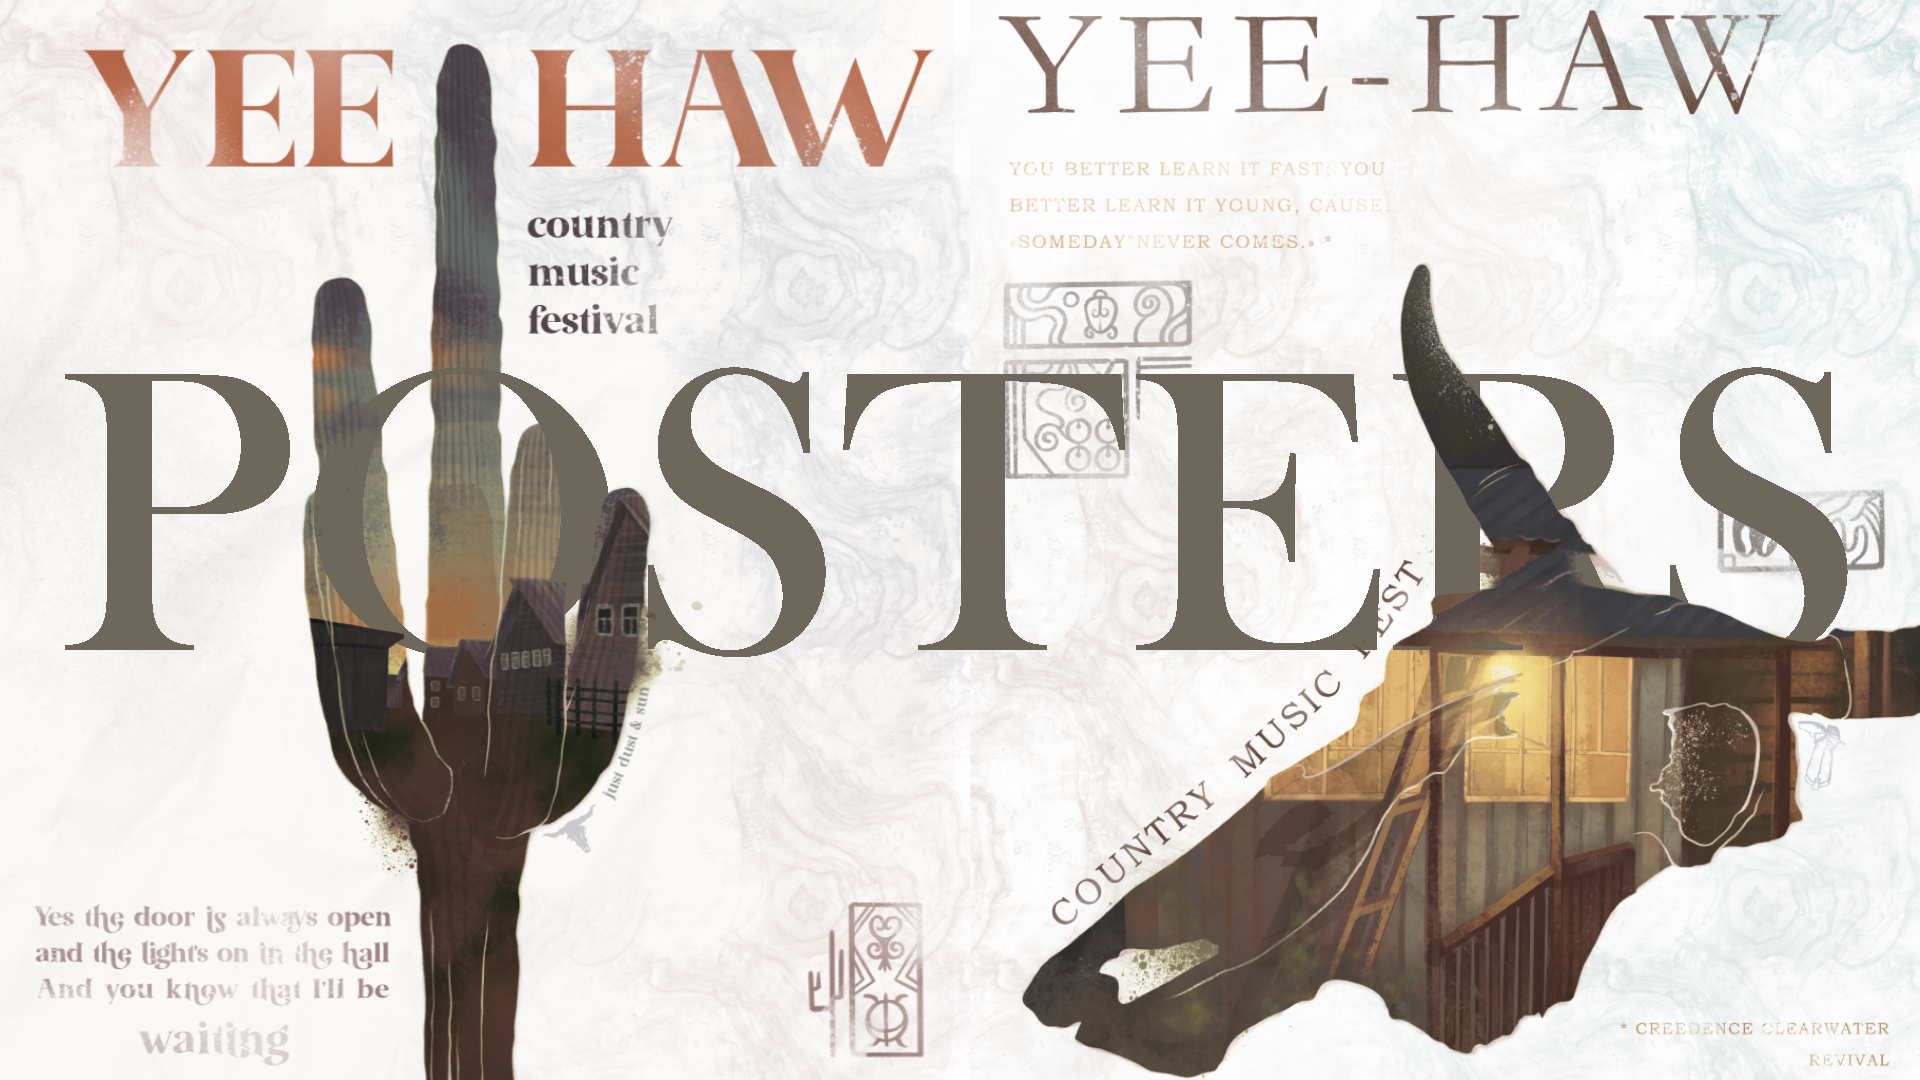 YEE HAW
country
music
festival
just dust & sun
Yes the door is always open
and the lights on in the hall
And you know that I'll be
waiting
POSTERS
YEE-HAW
YOU BETTER LEARN IT FAST; YOU
BETTER LEARN IT YOUNG, CAUSE,
«SOMEDAY"NEVER COMES.» *
COUNTRY MUSIC FEST
* CREEDENCE CLEARWATER
REVIVAL